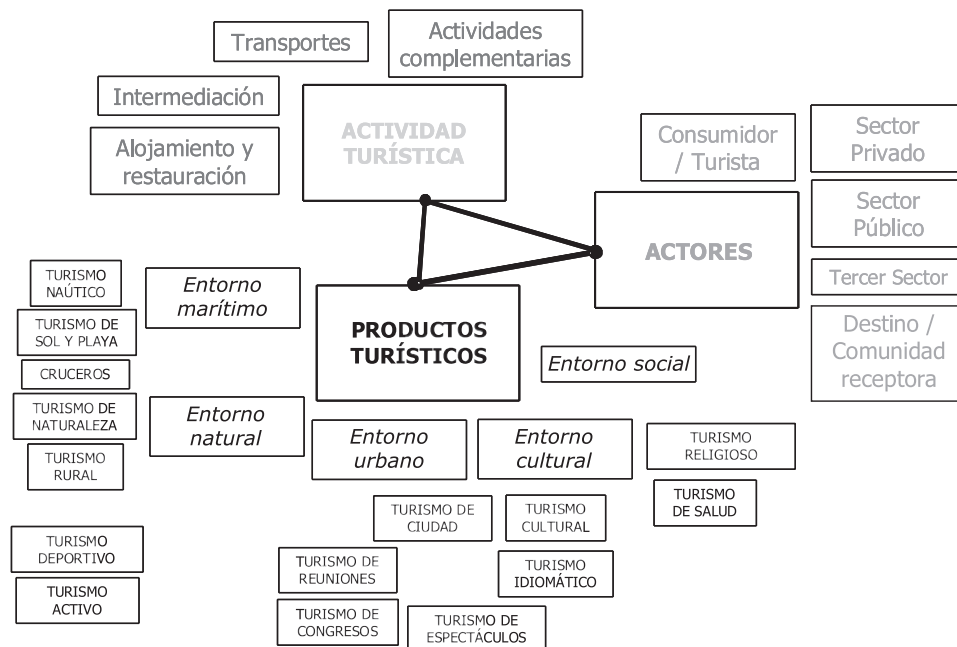 Transportes
Actividades
complementarias
Intermediación
Alojamiento y
restauración
ACTIVIDAD
TURÍSTICA
Consumidor
/ Turista
Sector
Privado
Sector
Público
ACTORES
Tercer Sector
Destino /
Comunidad
receptora
TURISMO
NAÚTICO
Entorno
marítimo
TURISMO DE
SOL Y PLAYA
CRUCEROS
PRODUCTOS
TURÍSTICOS
Entorno social
TURISMO DE
NATURALEZA
TURISMO
RURAL
Entorno
natural
Entorno
urbano
Entorno
cultural
TURISMO
RELIGIOSO
TURISMO
DE SALUD
TURISMO DE
CIUDAD
TURISMO
CULTURAL
TURISMO
DEPORTIVO
TURISMO
ACTIVO
TURISMO DE
REUNIONES
TURISMO
IDIOMÁTICO
TURISMO DE
CONGRESOS
TURISMO DE
ESPECTÁCULOS